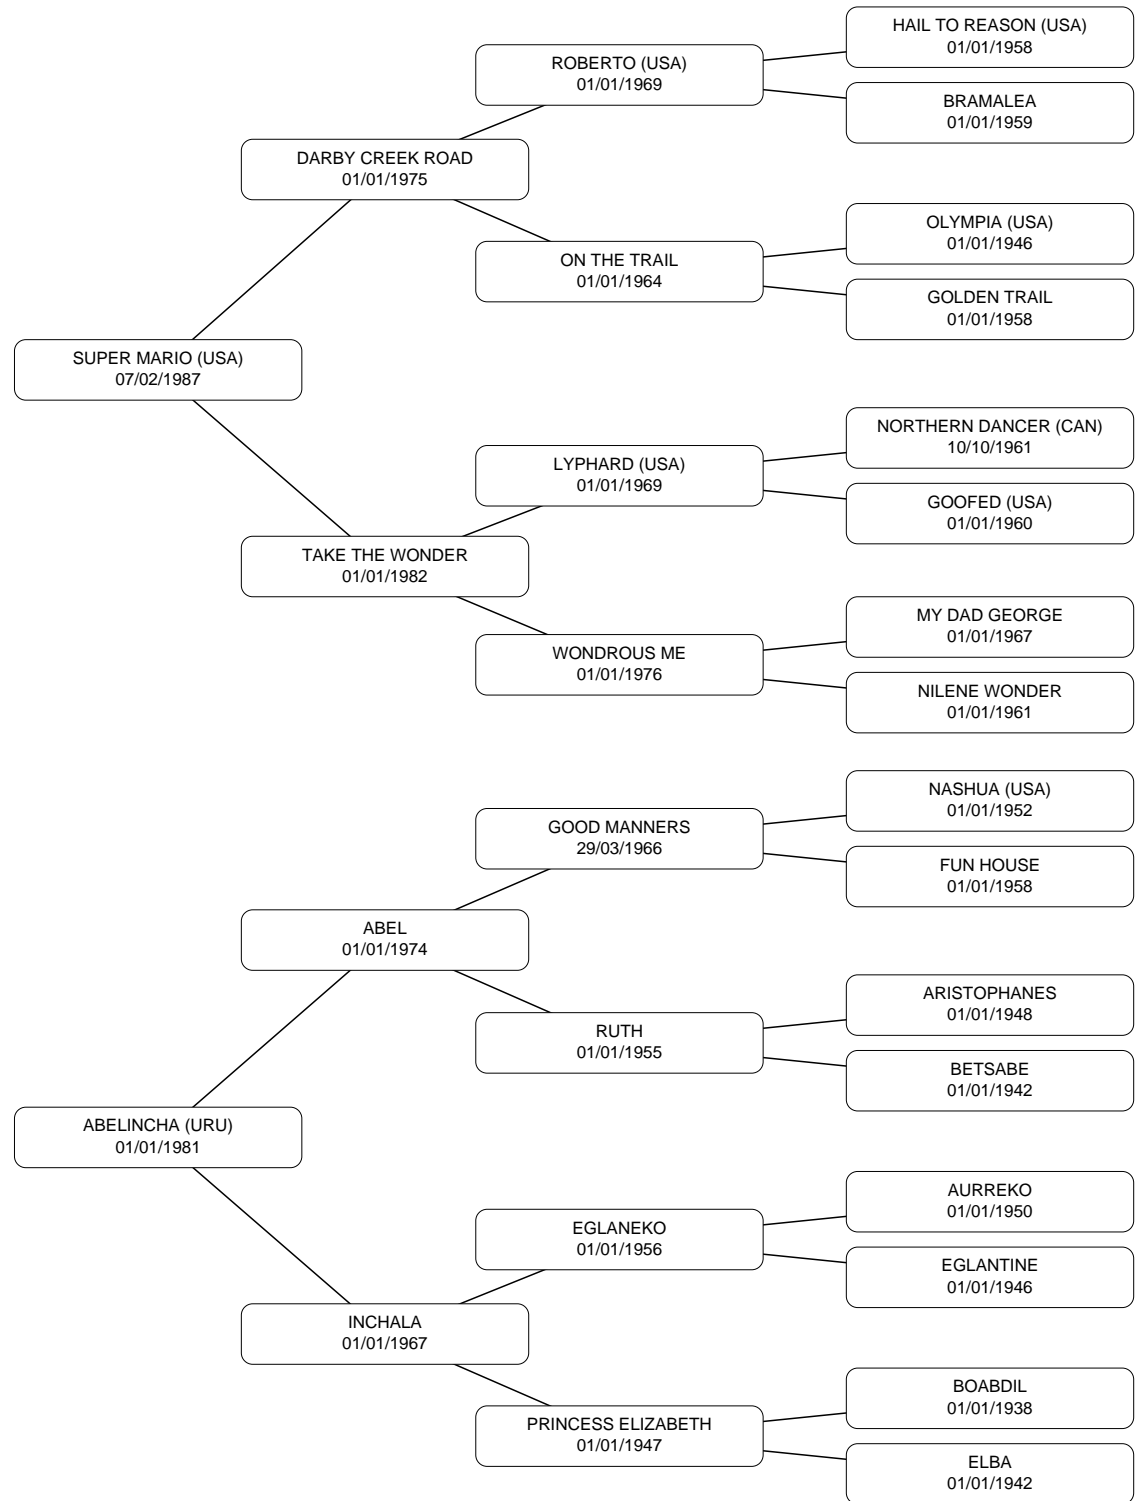 HAIL TO REASON (USA)
01/01/1958
ROBERTO (USA)
01/01/1969
BRAMALEA
01/01/1959
DARBY CREEK ROAD
01/01/1975
OLYMPIA (USA)
01/01/1946
ON THE TRAIL
01/01/1964
GOLDEN TRAIL
01/01/1958
SUPER MARIO (USA)
07/02/1987
NORTHERN DANCER (CAN)
10/10/1961
LYPHARD (USA)
01/01/1969
GOOFED (USA)
01/01/1960
TAKE THE WONDER
01/01/1982
MY DAD GEORGE
01/01/1967
WONDROUS ME
01/01/1976
NILENE WONDER
01/01/1961
NASHUA (USA)
01/01/1952
GOOD MANNERS
29/03/1966
FUN HOUSE
01/01/1958
ABEL
01/01/1974
ARISTOPHANES
01/01/1948
RUTH
01/01/1955
BETSABE
01/01/1942
ABELINCHA (URU)
01/01/1981
AURREKO
01/01/1950
EGLANEKO
01/01/1956
EGLANTINE
01/01/1946
INCHALA
01/01/1967
BOABDIL
01/01/1938
PRINCESS ELIZABETH
01/01/1947
ELBA
01/01/1942